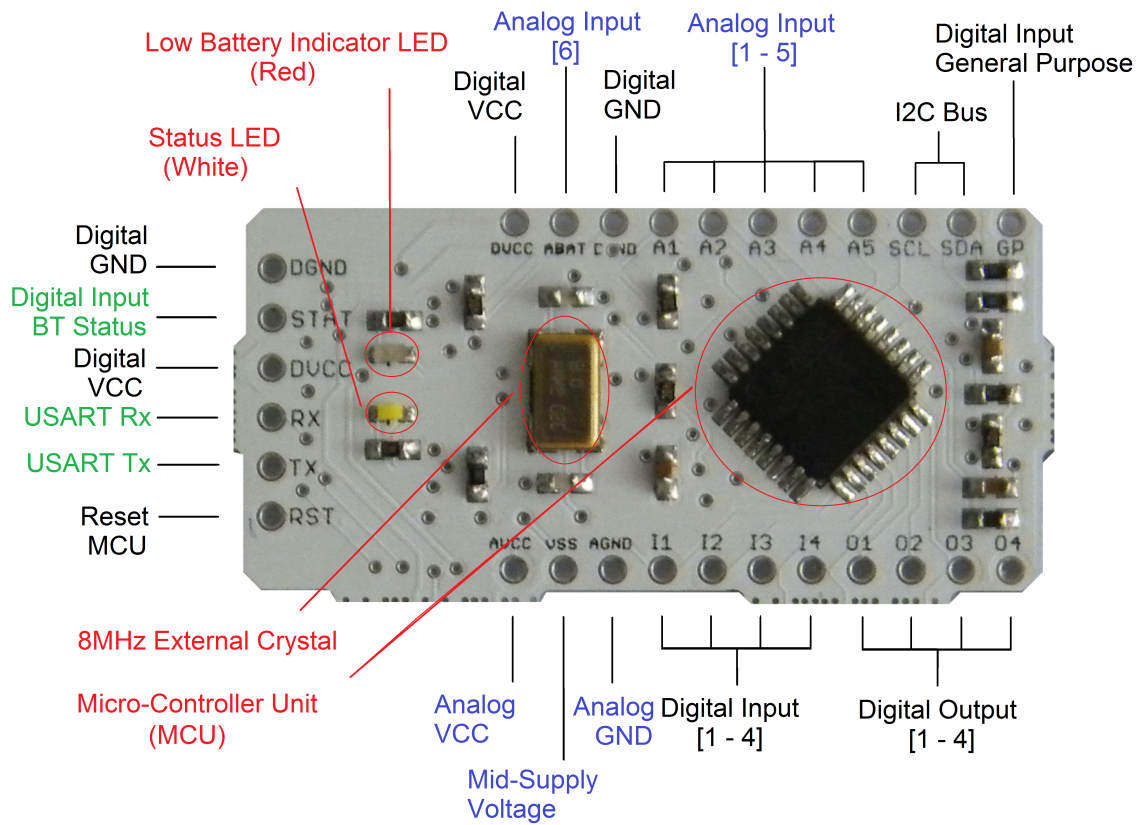 Low Battery Indicator LED
(Red)
Analog Input
[6]
Analog Input
[1 - 5]
Digital Input
General Purpose
Digital
VCC
Digital
GND
I2C Bus
Status LED
(White)
Digital
GND
Digital Input
BT Status
Digital
VCC
USART Rx
USART Tx
Reset
MCU
DVCC ABAT A1 A2 A3 A4 A5 SCL SDA GP
DGND
STAT
DVCC
RX
TX
RST
AVCC VSS AGND I1 I2 I3 I4 O1 O2 O3 O4
8MHz External Crystal
Micro-Controller Unit
(MCU)
Analog
VCC
Mid-Supply
Voltage
Analog
GND
Digital Input
[1 - 4]
Digital Output
[1 - 4]